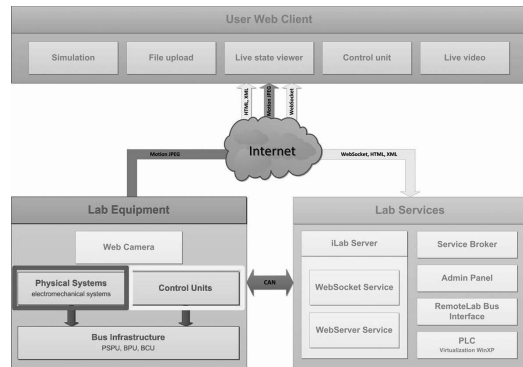 User Web Client
Simulation
File upload
Live state viewer
Control unit
Live video
HTML, XML
Motion JPEG
WebSocket
Internet
Motion JPEG
WebSocket, HTML, XML
Lab Equipment
Web Camera
Physical Systems
electromechanical systems
Control Units
Bus Infrastructure
PSPU, BPU, BCU
CAN
Lab Services
iLab Server
WebSocket Service
WebServer Service
Service Broker
Admin Panel
RemoteLab Bus
Interface
PLC
Virtualization WinXP